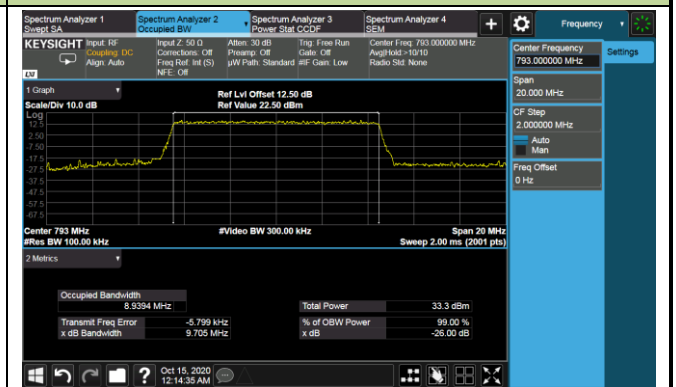 Spectrum Analyzer 1
Swept SA
Spectrum Analyzer 2
Occupied BW
Spectrum Analyzer 3
Power Stat CCDF
Spectrum Analyzer 4
SEM
+
Frequency
KEYSIGHT
Input: RF
Coupling: DC
Align: Auto
Input Z: 50 Ω
Corrections: Off
Freq Ref: Int (S)
NFE: Off
Atten: 30 dB
Preamp: Off
µW Path: Standard
Trig: Free Run
Gate: Off
#IF Gain: Low
Center Freq: 793.000000 MHz
Avg|Hold:>10/10
Radio Std: None
LXI
Center Frequency
793.000000 MHz
Settings
Span
20.000 MHz
CF Step
2.000000 MHz
Auto
Man
Freq Offset
0 Hz
1 Graph
Scale/Div 10.0 dB
Ref Lvl Offset 12.50 dB
Ref Value 22.50 dBm
Log
12.5
2.50
-7.50
-17.5
-27.5
-37.5
-47.5
-57.5
-67.5
Center 793 MHz
#Res BW 100.00 kHz
#Video BW 300.00 kHz
Span 20 MHz
Sweep 2.00 ms (2001 pts)
2 Metrics
Occupied Bandwidth
8.9394 MHz
Total Power 33.3 dBm
Transmit Freq Error -5.799 kHz
% of OBW Power 99.00 %
x dB Bandwidth 9.705 MHz
x dB -26.00 dB
?
Oct 15, 2020
12:14:35 AM